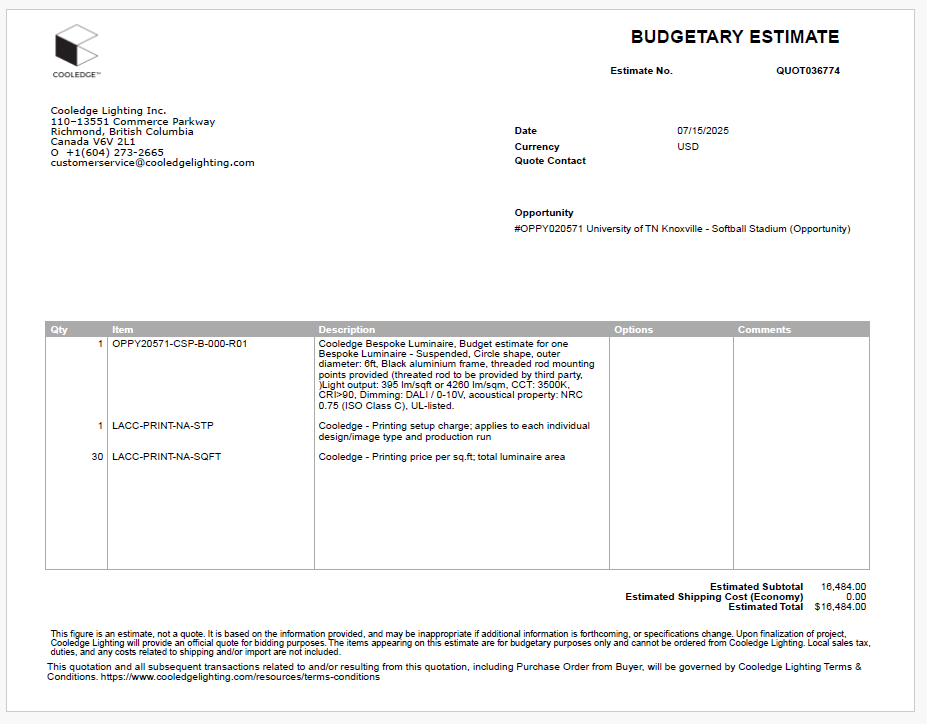 COOLEDGE™
BUDGETARY ESTIMATE
Estimate No. QUOT036774
Cooledge Lighting Inc.
110–13551 Commerce Parkway
Richmond, British Columbia
Canada V6V 2L1
O +1(604) 273-2665
customerservice@cooledgelighting.com
Date 07/15/2025
Currency USD
Quote Contact
Opportunity
#OPPY020571 University of TN Knoxville - Softball Stadium (Opportunity)
Qty Item Description Options Comments
1 OPPY20571-CSP-B-000-R01 Cooledge Bespoke Luminaire, Budget estimate for one
Bespoke Luminaire - Suspended, Circle shape, outer
diameter: 6ft, Black aluminium frame, threaded rod mounting
points provided (threated rod to be provided by third party,
)Light output: 395 lm/sqft or 4260 lm/sqm, CCT: 3500K,
CRI>90, Dimming: DALI / 0-10V, acoustical property: NRC
0.75 (ISO Class C), UL-listed.
1 LACC-PRINT-NA-STP Cooledge - Printing setup charge; applies to each individual
design/image type and production run
30 LACC-PRINT-NA-SQFT Cooledge - Printing price per sq.ft; total luminaire area
Estimated Subtotal 16,484.00
Estimated Shipping Cost (Economy) 0.00
Estimated Total $16,484.00
This figure is an estimate, not a quote. It is based on the information provided, and may be inappropriate if additional information is forthcoming, or specifications change. Upon finalization of project,
Cooledge Lighting will provide an official quote for bidding purposes. The items appearing on this estimate are for budgetary purposes only and cannot be ordered from Cooledge Lighting. Local sales tax,
duties, and any costs related to shipping and/or import are not included.
This quotation and all subsequent transactions related to and/or resulting from this quotation, including Purchase Order from Buyer, will be governed by Cooledge Lighting Terms &
Conditions. https://www.cooledgelighting.com/resources/terms-conditions